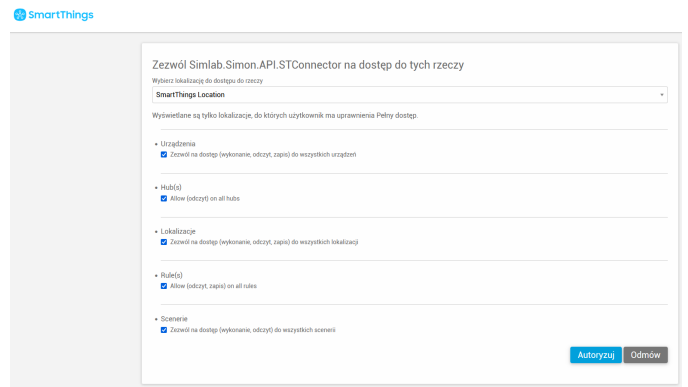 SmartThings
Zezwól Simlab.Simon.API.STConnector na dostęp do tych rzeczy
Wybierz lokalizację do dostępu do rzeczy
SmartThings Location
Wyświetlane są tylko lokalizacje, do których użytkownik ma uprawnienia Pełny dostęp.
• Urządzenia
Zezwól na dostęp (wykonanie, odczyt, zapis) do wszystkich urządzeń
• Hub(s)
Allow (odczyt) on all hubs
• Lokalizacje
Zezwól na dostęp (wykonanie, odczyt, zapis) do wszystkich lokalizacji
• Rule(s)
Allow (odczyt, zapis) on all rules
• Scenerie
Zezwól na dostęp (wykonanie, odczyt) do wszystkich scenerii
Autoryzuj Odmów